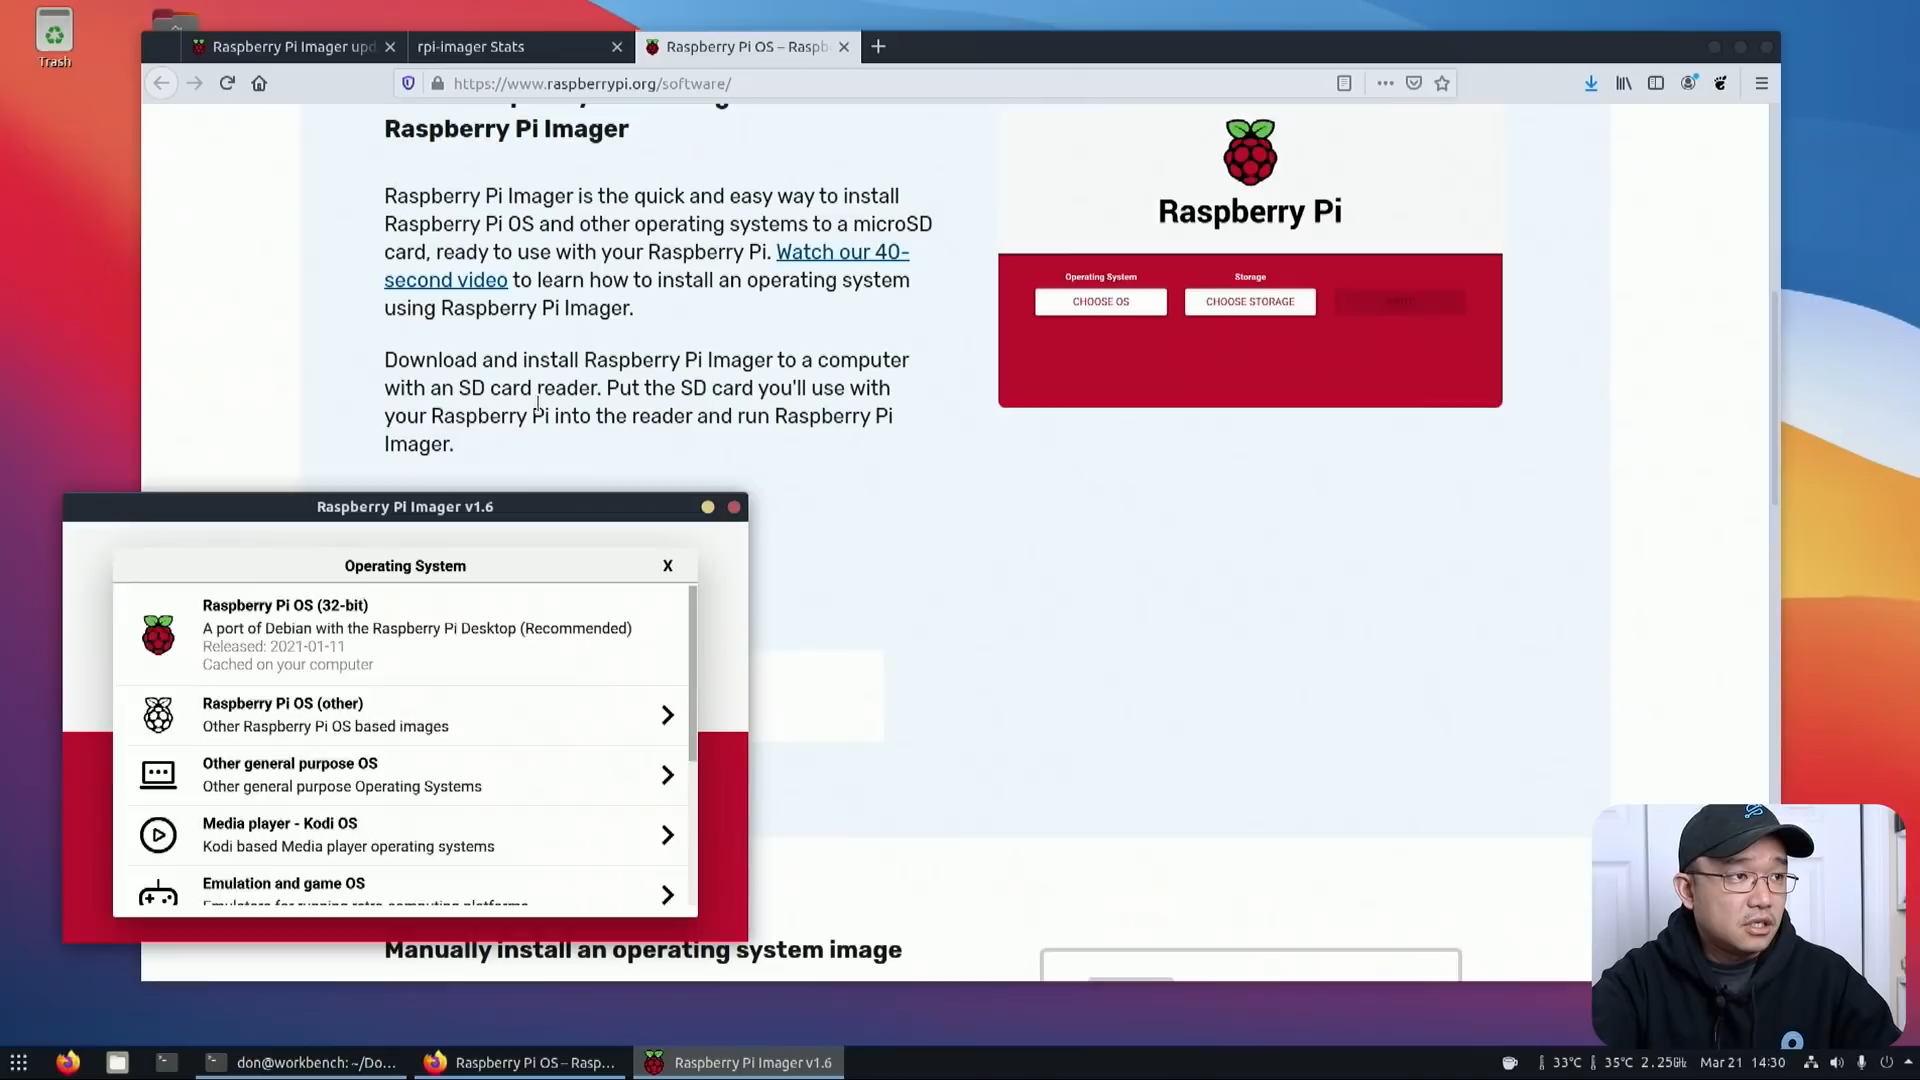 Trash
Raspberry Pi Imager upd
rpi-imager Stats
Raspberry Pi OS – Raspb
https://www.raspberrypi.org/software/
Raspberry Pi Imager
Raspberry Pi Imager is the quick and easy way to install
Raspberry Pi OS and other operating systems to a microSD
card, ready to use with your Raspberry Pi. Watch our 40-
second video to learn how to install an operating system
using Raspberry Pi Imager.
Download and install Raspberry Pi Imager to a computer
with an SD card reader. Put the SD card you'll use with
your Raspberry Pi into the reader and run Raspberry Pi
Imager.
Raspberry Pi
Operating System
Storage
CHOOSE OS
CHOOSE STORAGE
Raspberry Pi Imager v1.6
Operating System
X
Raspberry Pi OS (32-bit)
A port of Debian with the Raspberry Pi Desktop (Recommended)
Released: 2021-01-11
Cached on your computer
Raspberry Pi OS (other)
Other Raspberry Pi OS based images
Other general purpose OS
Other general purpose Operating Systems
Media player - Kodi OS
Kodi based Media player operating systems
Emulation and game OS
Emulators for running retro-computing platforms
Manually install an operating system image
don@workbench: ~/Do...
Raspberry Pi OS – Rasp...
Raspberry Pi Imager v1.6
33°C
35°C
2.25GHz
Mar 21 14:30